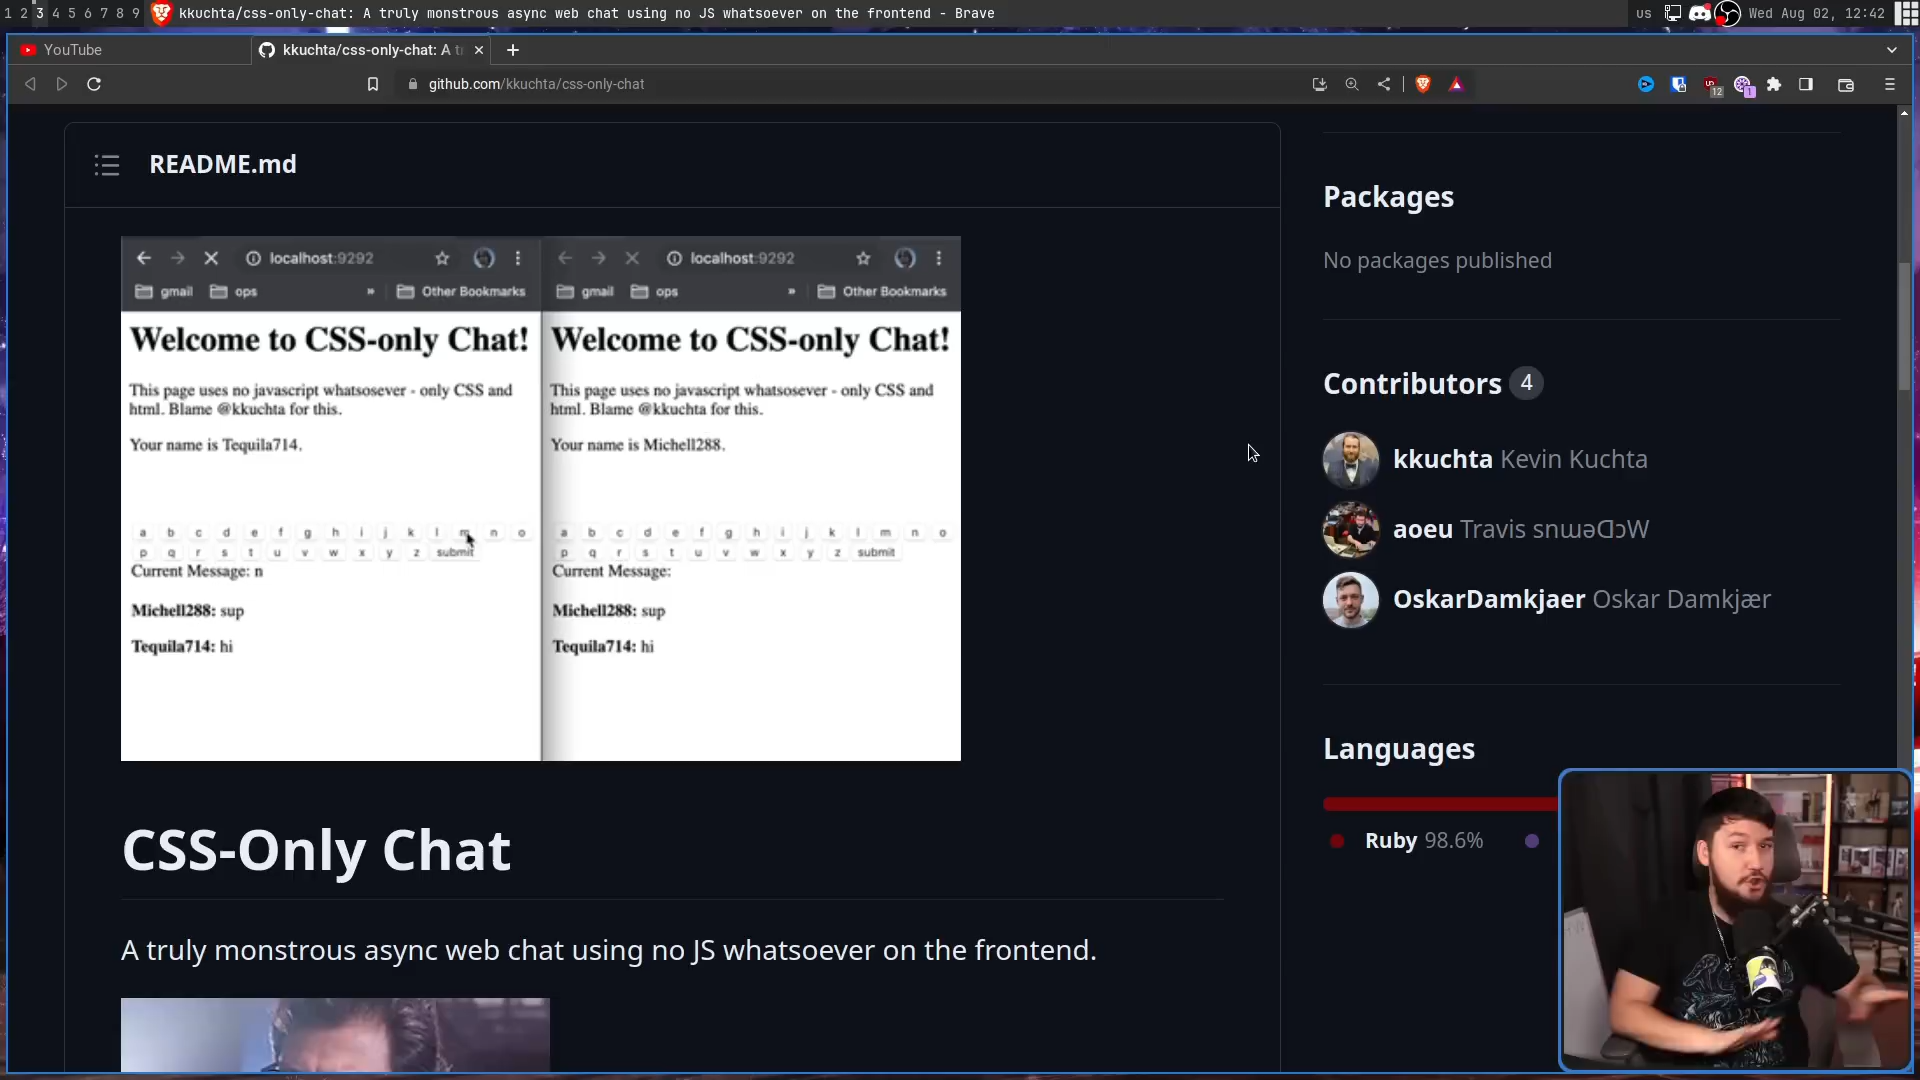 1 2 3 4 5 6 7 8 9 kkuchta/css-only-chat: A truly monstrous async web chat using no JS whatsoever on the frontend - Brave
us Wed Aug 02, 12:42
YouTube
kkuchta/css-only-chat: A t
github.com/kkuchta/css-only-chat
12
1
README.md
localhost:9292
gmail ops » Other Bookmarks
Welcome to CSS-only Chat!
This page uses no javascript whatsosever - only CSS and
html. Blame @kkuchta for this.
Your name is Tequila714.
a b c d e f g h i j k l m n o
p q r s t u v w x y z submit
Current Message: n
Michell288: sup
Tequila714: hi
localhost:9292
gmail ops » Other Bookmarks
Welcome to CSS-only Chat!
This page uses no javascript whatsosever - only CSS and
html. Blame @kkuchta for this.
Your name is Michell288.
a b c d e f g h i j k l m n o
p q r s t u v w x y z submit
Current Message:
Michell288: sup
Tequila714: hi
CSS-Only Chat
A truly monstrous async web chat using no JS whatsoever on the frontend.
Packages
No packages published
Contributors 4
kkuchta Kevin Kuchta
aoeu Travis snɯɐᗡɔW
OskarDamkjaer Oskar Damkjær
Languages
Ruby 98.6%